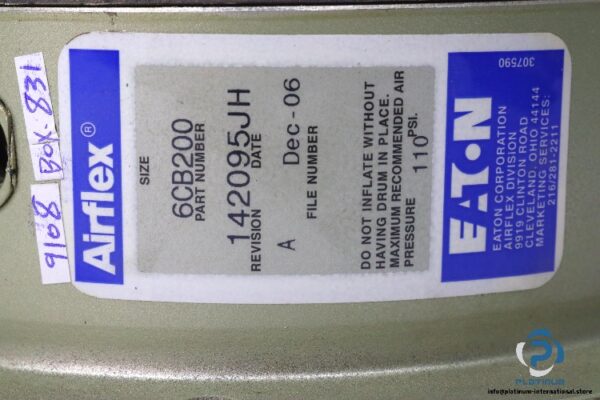 9108 BOX-831
Airflex®
SIZE
6CB200
PART NUMBER
142095JH
REVISION DATE
A Dec-06
FILE NUMBER
DO NOT INFLATE WITHOUT
HAVING DRUM IN PLACE.
MAXIMUM RECOMMENDED AIR
PRESSURE 110 PSI.
EATON
EATON CORPORATION
AIRFLEX DIVISION
9919 CLINTON ROAD
CLEVELAND, OHIO 44144
MARKETING SERVICES:
216/281-2211
307590
PLATINUM
info@platinum-international.store